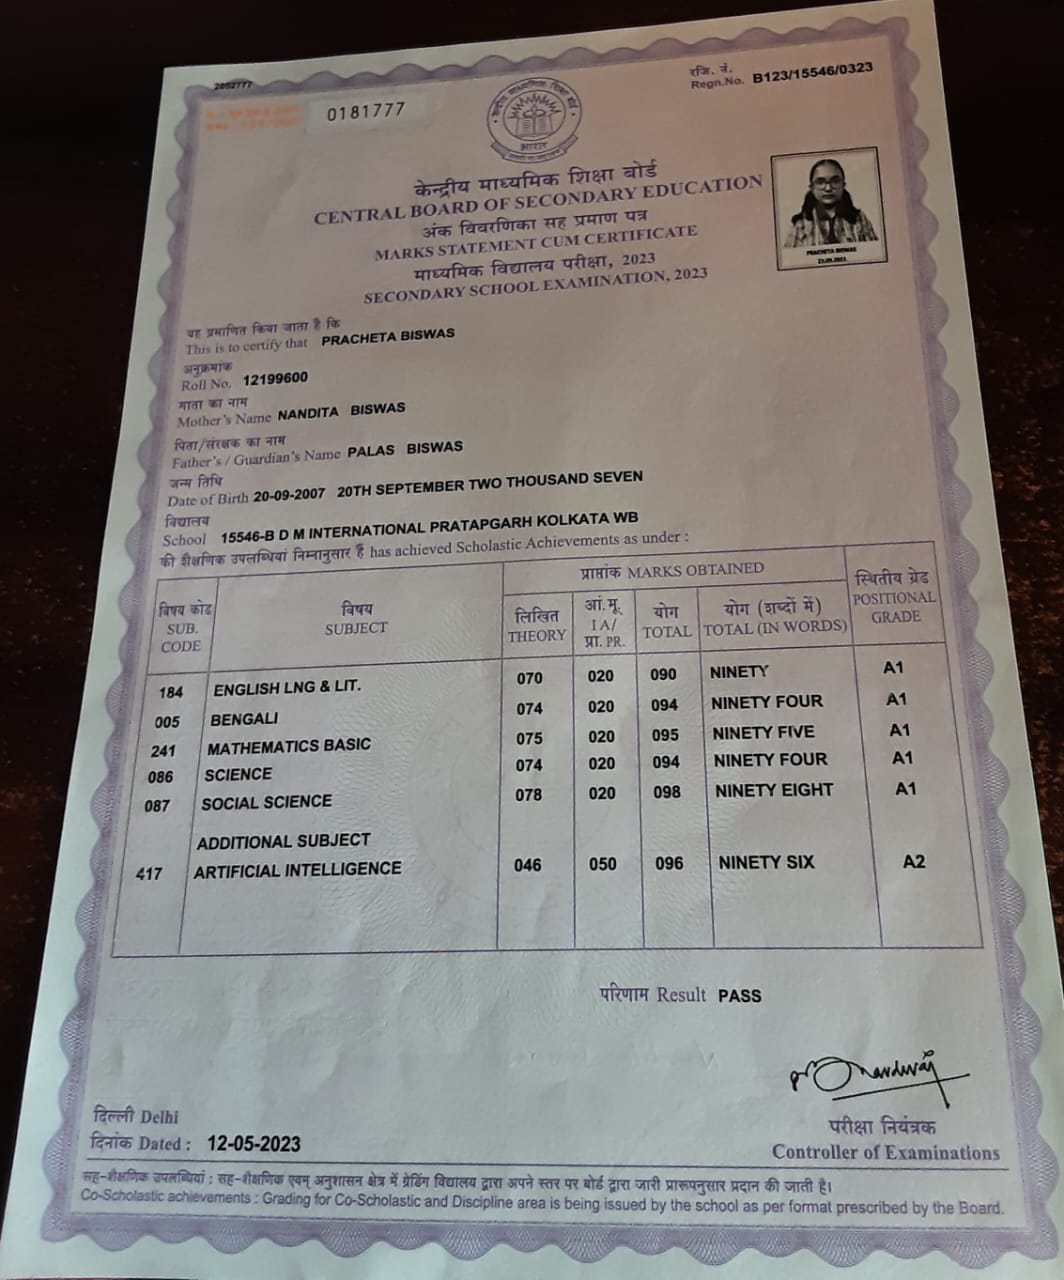 2052777
0181777
रजि. नं.
Regn.No. B123/15546/0323
भारत
केन्द्रीय माध्यमिक शिक्षा बोर्ड
CENTRAL BOARD OF SECONDARY EDUCATION
अंक विवरणिका सह प्रमाण पत्र
MARKS STATEMENT CUM CERTIFICATE
माध्यमिक विद्यालय परीक्षा, 2023
SECONDARY SCHOOL EXAMINATION, 2023
PRACHETA BISWAS
यह प्रमाणित किया जाता है कि
This is to certify that PRACHETA BISWAS
अनुक्रमांक
Roll No. 12199600
माता का नाम
Mother's Name NANDITA BISWAS
पिता/संरक्षक का नाम
Father's / Guardian's Name PALAS BISWAS
जन्म तिथि
Date of Birth 20-09-2007 20TH SEPTEMBER TWO THOUSAND SEVEN
विद्यालय
School 15546-B D M INTERNATIONAL PRATAPGARH KOLKATA WB
की शैक्षणिक उपलब्धियां निम्नानुसार हैं has achieved Scholastic Achievements as under :
विषय कोड SUB. CODE विषय SUBJECT प्राप्तांक MARKS OBTAINED स्थितीय ग्रेड POSITIONAL GRADE
लिखित THEORY आं.मू. IA/ प्रा. PR. योग TOTAL योग (शब्दों में) TOTAL (IN WORDS)
184 ENGLISH LNG & LIT. 070 020 090 NINETY A1
005 BENGALI 074 020 094 NINETY FOUR A1
241 MATHEMATICS BASIC 075 020 095 NINETY FIVE A1
086 SCIENCE 074 020 094 NINETY FOUR A1
087 SOCIAL SCIENCE 078 020 098 NINETY EIGHT A1
ADDITIONAL SUBJECT
417 ARTIFICIAL INTELLIGENCE 046 050 096 NINETY SIX A2
परिणाम Result PASS
दिल्ली Delhi
दिनांक Dated : 12-05-2023
परीक्षा नियंत्रक
Controller of Examinations
सह-शैक्षणिक उपलब्धियां : सह-शैक्षणिक एवम् अनुशासन क्षेत्र में ग्रेडिंग विद्यालय द्वारा अपने स्तर पर बोर्ड द्वारा जारी प्रारूपनुसार प्रदान की जाती है।
Co-Scholastic achievements : Grading for Co-Scholastic and Discipline area is being issued by the school as per format prescribed by the Board.